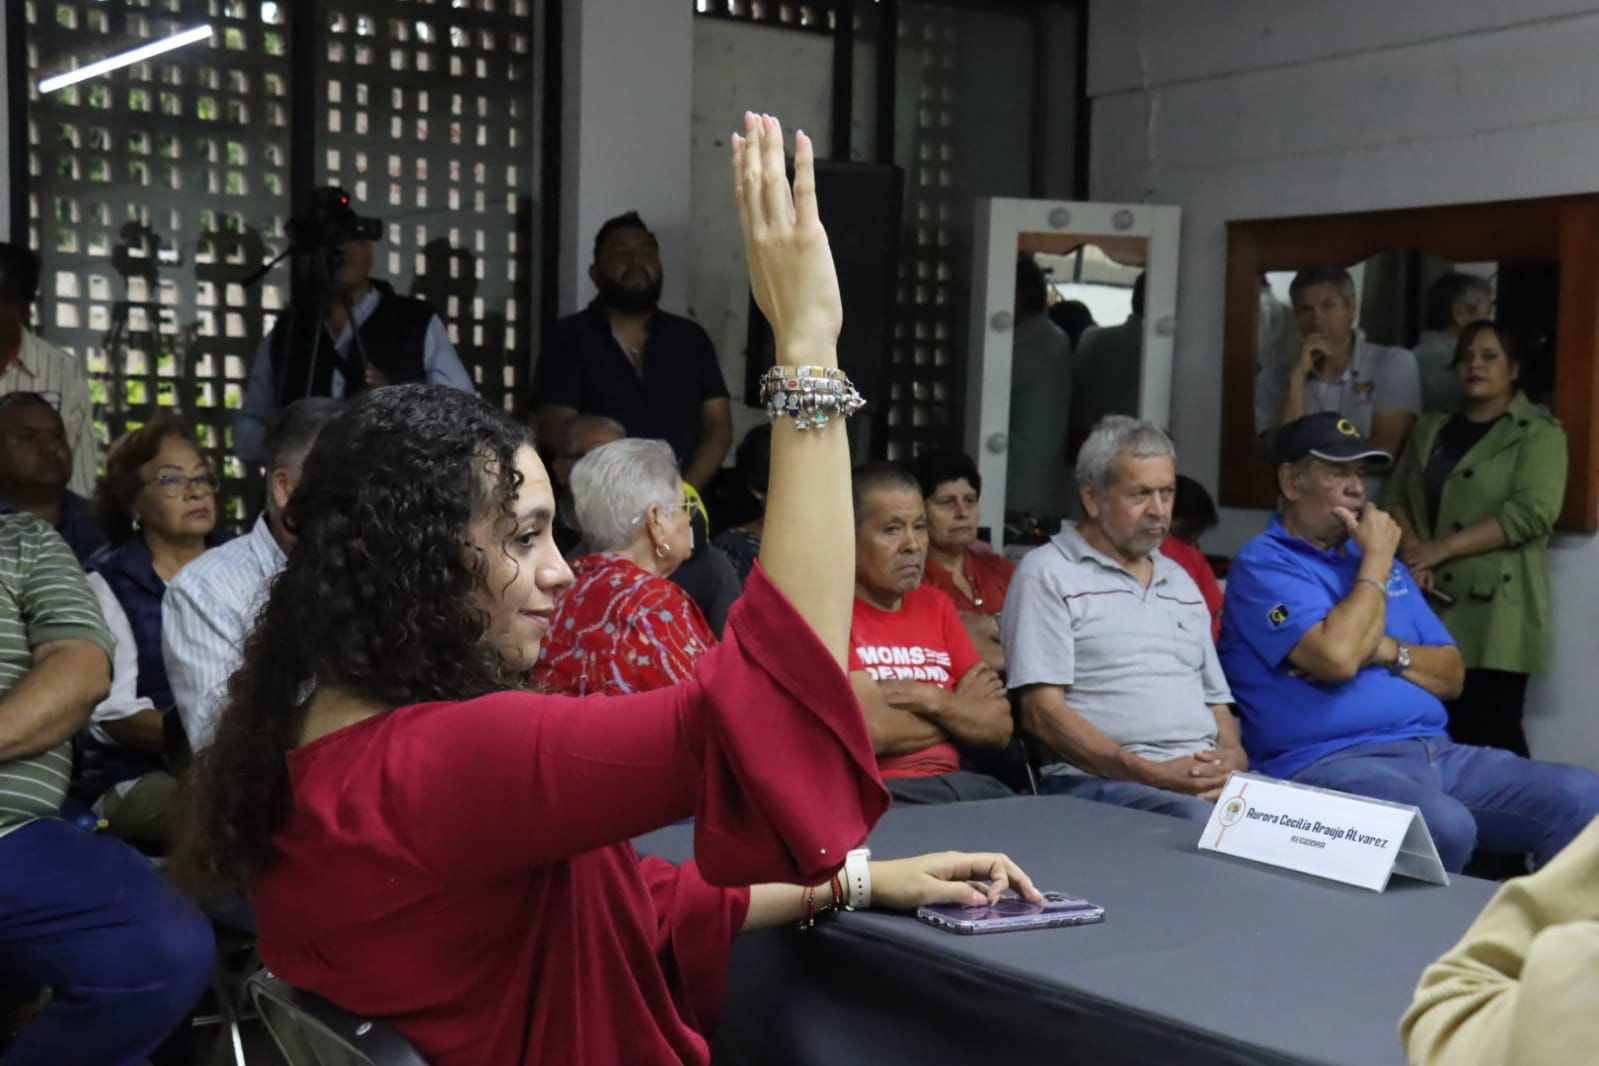 MOMS
DEMAND
Aurora Cecilia Araujo Álvarez
REGIDORA